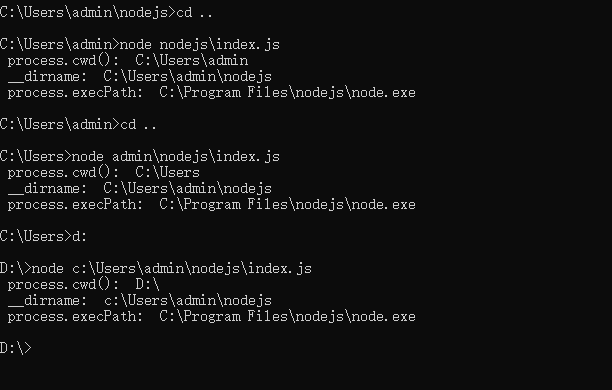 C:\Users\admin\nodejs>cd ..
C:\Users\admin>node nodejs\index.js
process.cwd():  C:\Users\admin
__dirname:  C:\Users\admin\nodejs
process.execPath:  C:\Program Files\nodejs\node.exe
C:\Users\admin>cd ..
C:\Users>node admin\nodejs\index.js
process.cwd():  C:\Users
__dirname:  C:\Users\admin\nodejs
process.execPath:  C:\Program Files\nodejs\node.exe
C:\Users>d:
D:\>node c:\Users\admin\nodejs\index.js
process.cwd():  D:\
__dirname:  c:\Users\admin\nodejs
process.execPath:  C:\Program Files\nodejs\node.exe
D:\>